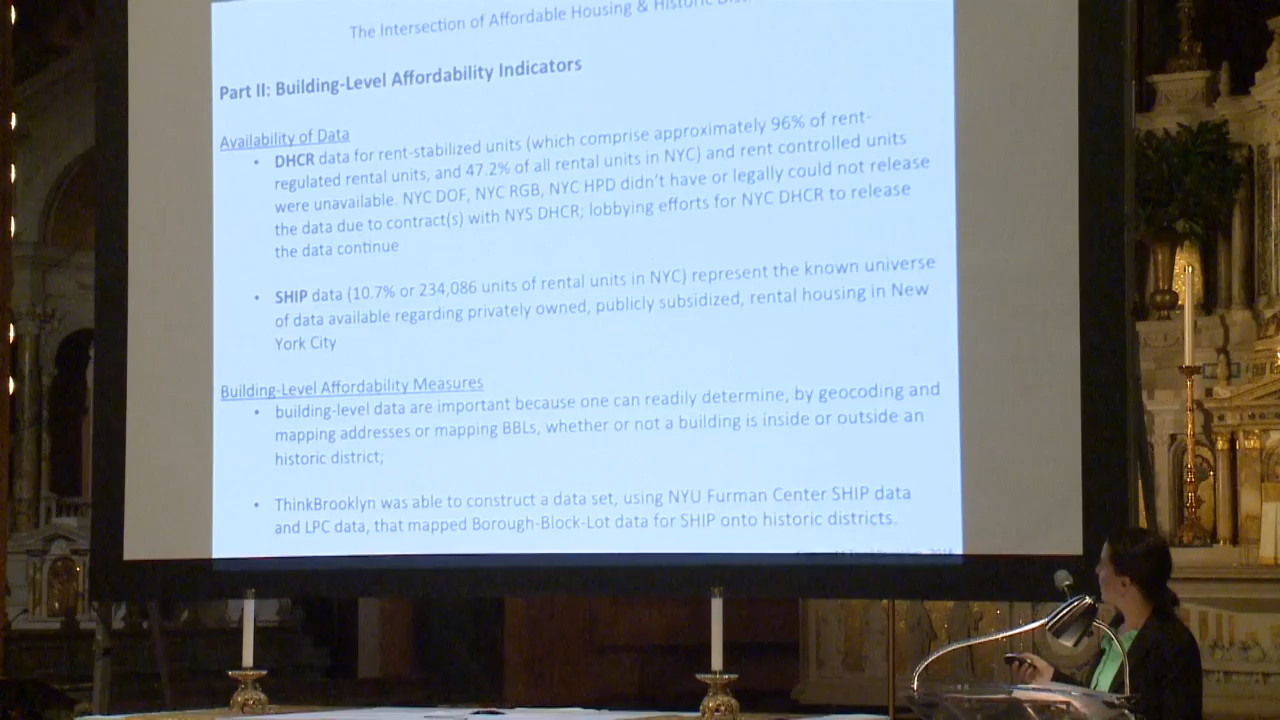 The Intersection of Affordable Housing & Historic
Part II: Building-Level Affordability Indicators
Availability of Data
• DHCR data for rent-stabilized units (which comprise approximately 96% of rent-
regulated rental units, and 47.2% of all rental units in NYC) and rent controlled units
were unavailable. NYC DOF, NYC RGB, NYC HPD didn't have or legally could not release
the data due to contract(s) with NYS DHCR; lobbying efforts for NYC DHCR to release
the data continue
• SHIP data (10.7% or 234,086 units of rental units in NYC) represent the known universe
of data available regarding privately owned, publicly subsidized, rental housing in New
York City
Building-Level Affordability Measures
• building-level data are important because one can readily determine, by geocoding and
mapping addresses or mapping BBLs, whether or not a building is inside or outside an
historic district;
• ThinkBrooklyn was able to construct a data set, using NYU Furman Center SHIP data
and LPC data, that mapped Borough-Block-Lot data for SHIP onto historic districts.